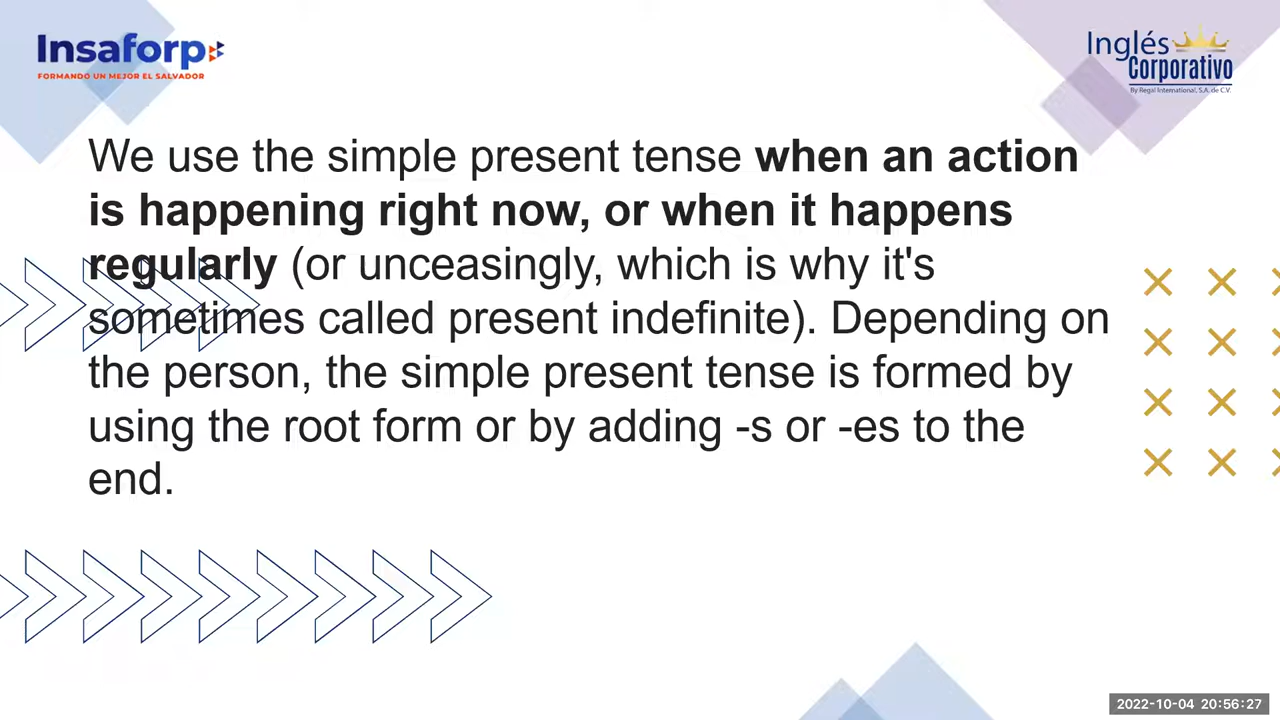 Insaforp
FORMANDO UN MEJOR EL SALVADOR
Inglés
Corporativo
By Regal International, S.A. de C.V.
We use the simple present tense when an action
is happening right now, or when it happens
regularly (or unceasingly, which is why it's
sometimes called present indefinite). Depending on
the person, the simple present tense is formed by
using the root form or by adding -s or -es to the
end.
2022-10-04 20:56:27